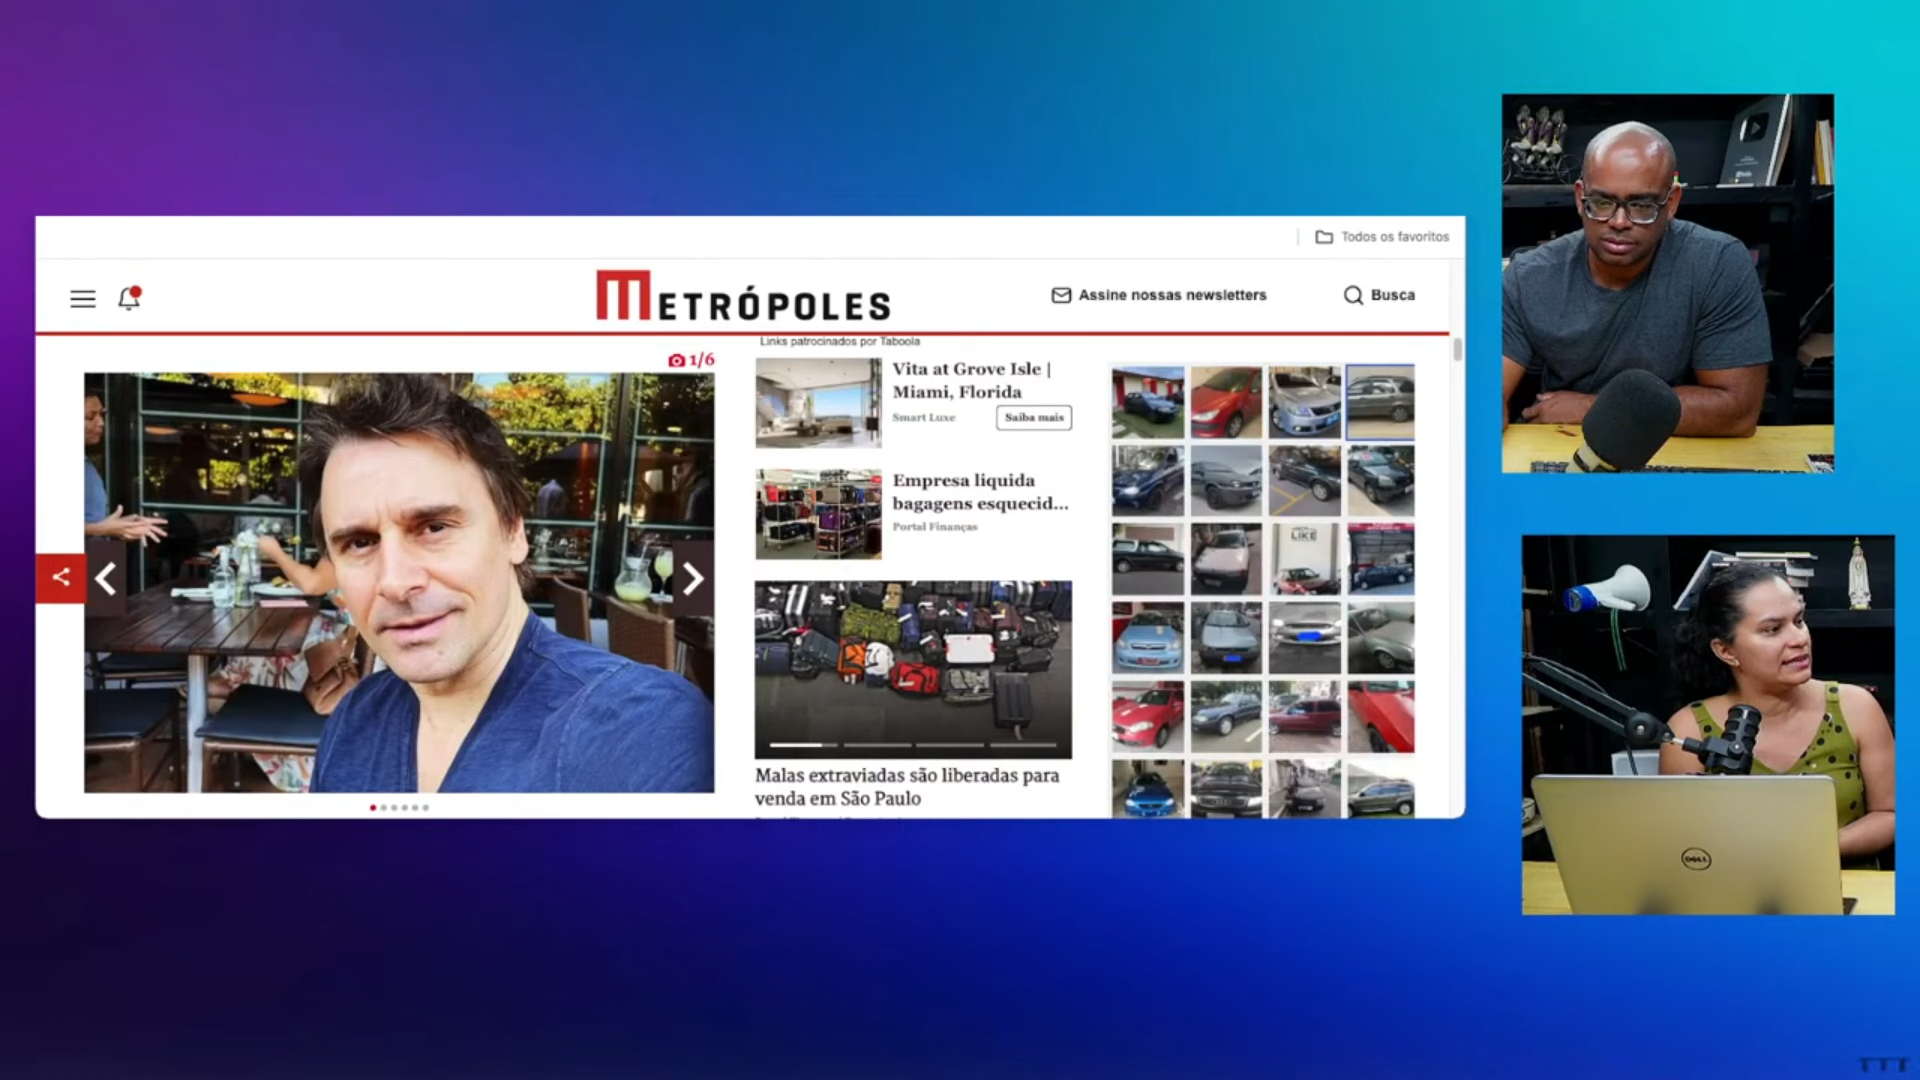 Todos os favoritos
METRÓPOLES
Assine nossas newsletters
Busca
Links patrocinados por Taboola
1/6
Vita at Grove Isle |
Miami, Florida
Smart Luxe
Saiba mais
Empresa liquida
bagagens esquecid...
Portal Finanças
Malas extraviadas são liberadas para
venda em São Paulo
LIKE
DELL
TTT